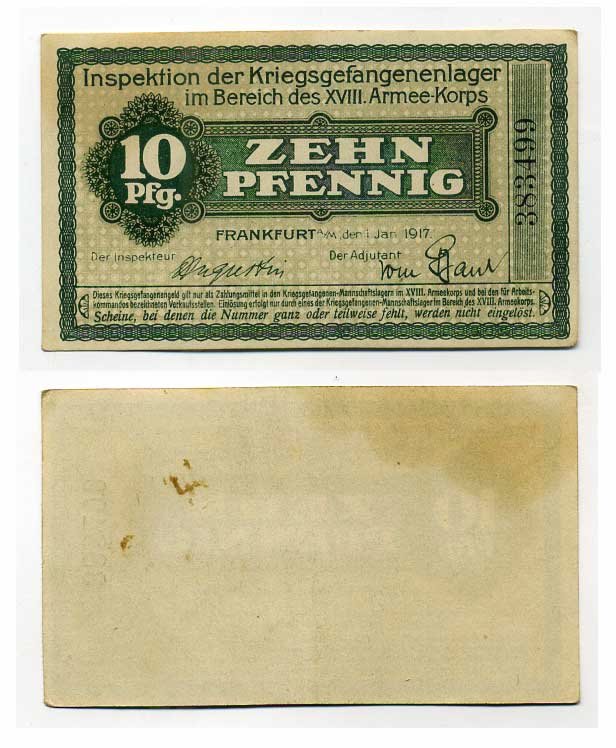 Inspektion der Kriegsgefangenenlager
im Bereich des XVIII. Armee-Korps
10
Pfg.
ZEHN
PFENNIG
383499
FRANKFURT a/M, den 1. Jan. 1917.
Der Inspekteur
Der Adjutant
Dieses Kriegsgefangenengeld gilt nur als Zahlungsmittel in den Kriegsgefangenen-Mannschaftslagern im XVIII. Armeekorps und bei den für Arbeits-
kommandos bezeichneten Verkaufsstellen. Einlösung erfolgt nur durch eines der Kriegsgefangenen-Mannschaftslager im Bereich des XVIII. Armeekorps.
Scheine, bei denen die Nummer ganz oder teilweise fehlt, werden nicht eingelöst.